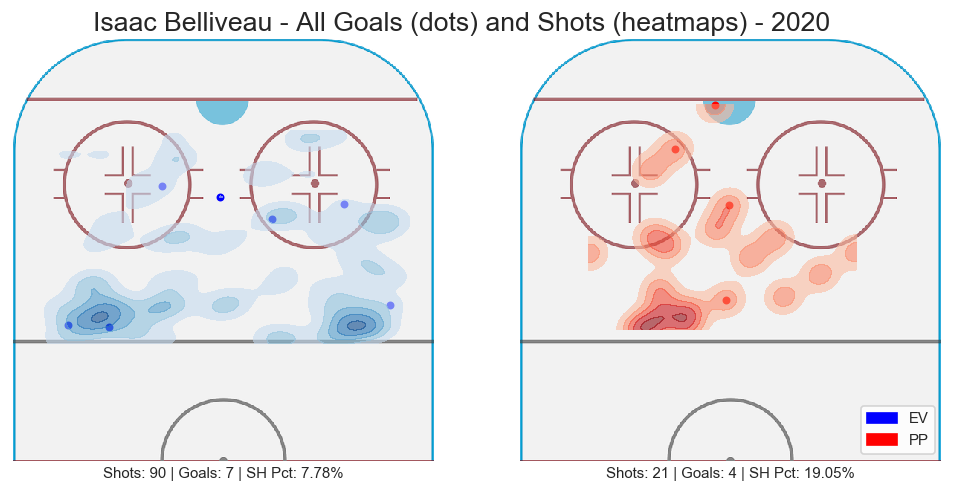 Isaac Belliveau - All Goals (dots) and Shots (heatmaps) - 2020
EV
PP
Shots: 90 | Goals: 7 | SH Pct: 7.78%
Shots: 21 | Goals: 4 | SH Pct: 19.05%